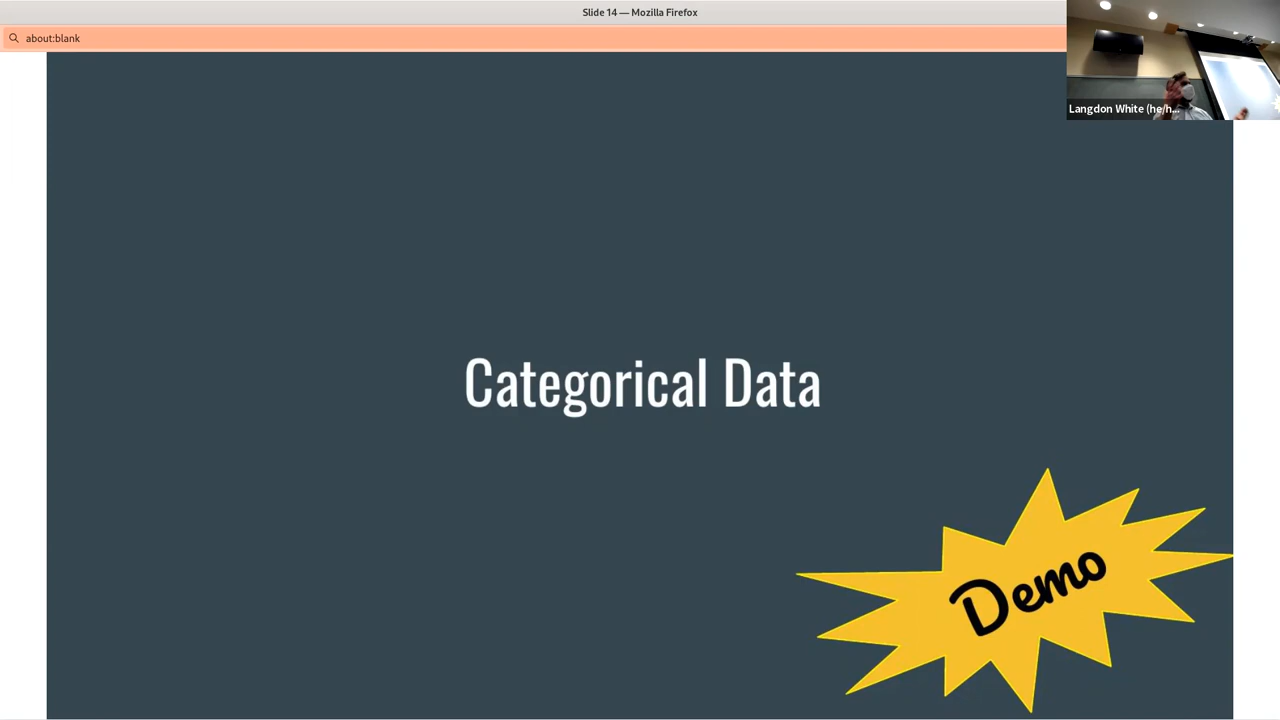 Slide 14 — Mozilla Firefox
about:blank
Langdon White (he/h...
Categorical Data
Demo